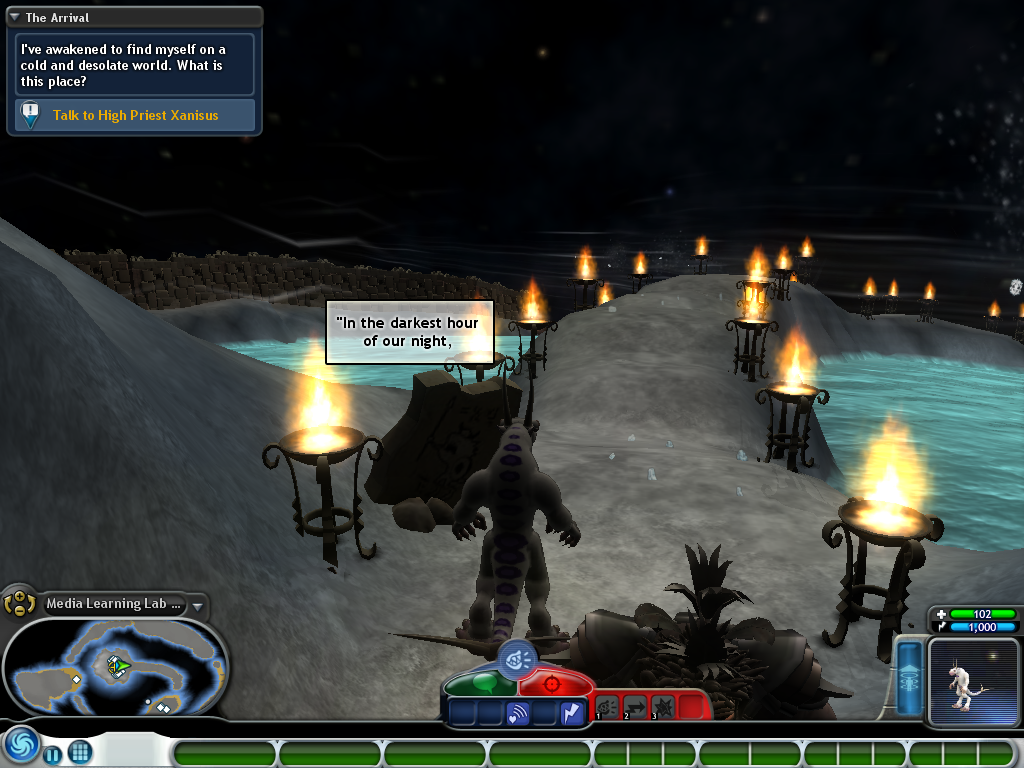 The Arrival
I've awakened to find myself on a
cold and desolate world. What is
this place?
Talk to High Priest Xanisus
"In the darkest hour
of our night,
Media Learning Lab ...
102
1,000
1 2 3